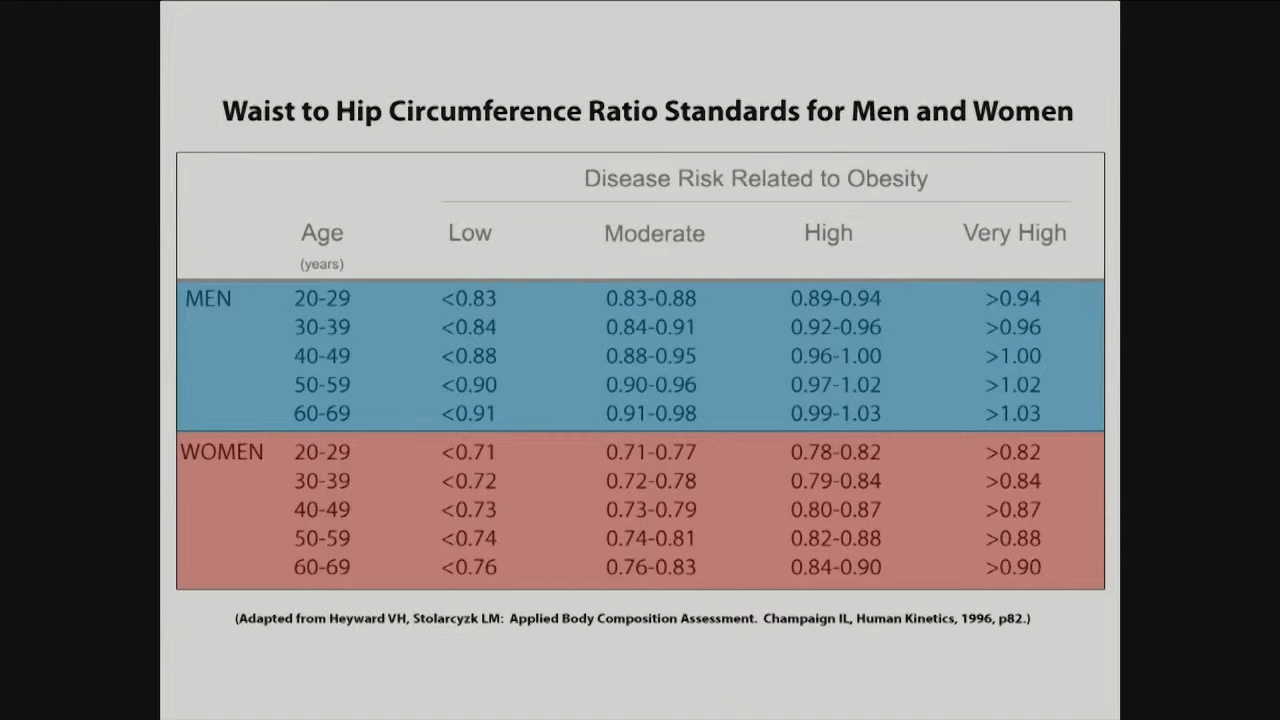 Waist to Hip Circumference Ratio Standards for Men and Women
Disease Risk Related to Obesity
Age Low Moderate High Very High
(years)
MEN 20-29 <0.83 0.83-0.88 0.89-0.94 >0.94
30-39 <0.84 0.84-0.91 0.92-0.96 >0.96
40-49 <0.88 0.88-0.95 0.96-1.00 >1.00
50-59 <0.90 0.90-0.96 0.97-1.02 >1.02
60-69 <0.91 0.91-0.98 0.99-1.03 >1.03
WOMEN 20-29 <0.71 0.71-0.77 0.78-0.82 >0.82
30-39 <0.72 0.72-0.78 0.79-0.84 >0.84
40-49 <0.73 0.73-0.79 0.80-0.87 >0.87
50-59 <0.74 0.74-0.81 0.82-0.88 >0.88
60-69 <0.76 0.76-0.83 0.84-0.90 >0.90
(Adapted from Heyward VH, Stolarcyzk LM: Applied Body Composition Assessment. Champaign IL, Human Kinetics, 1996, p82.)